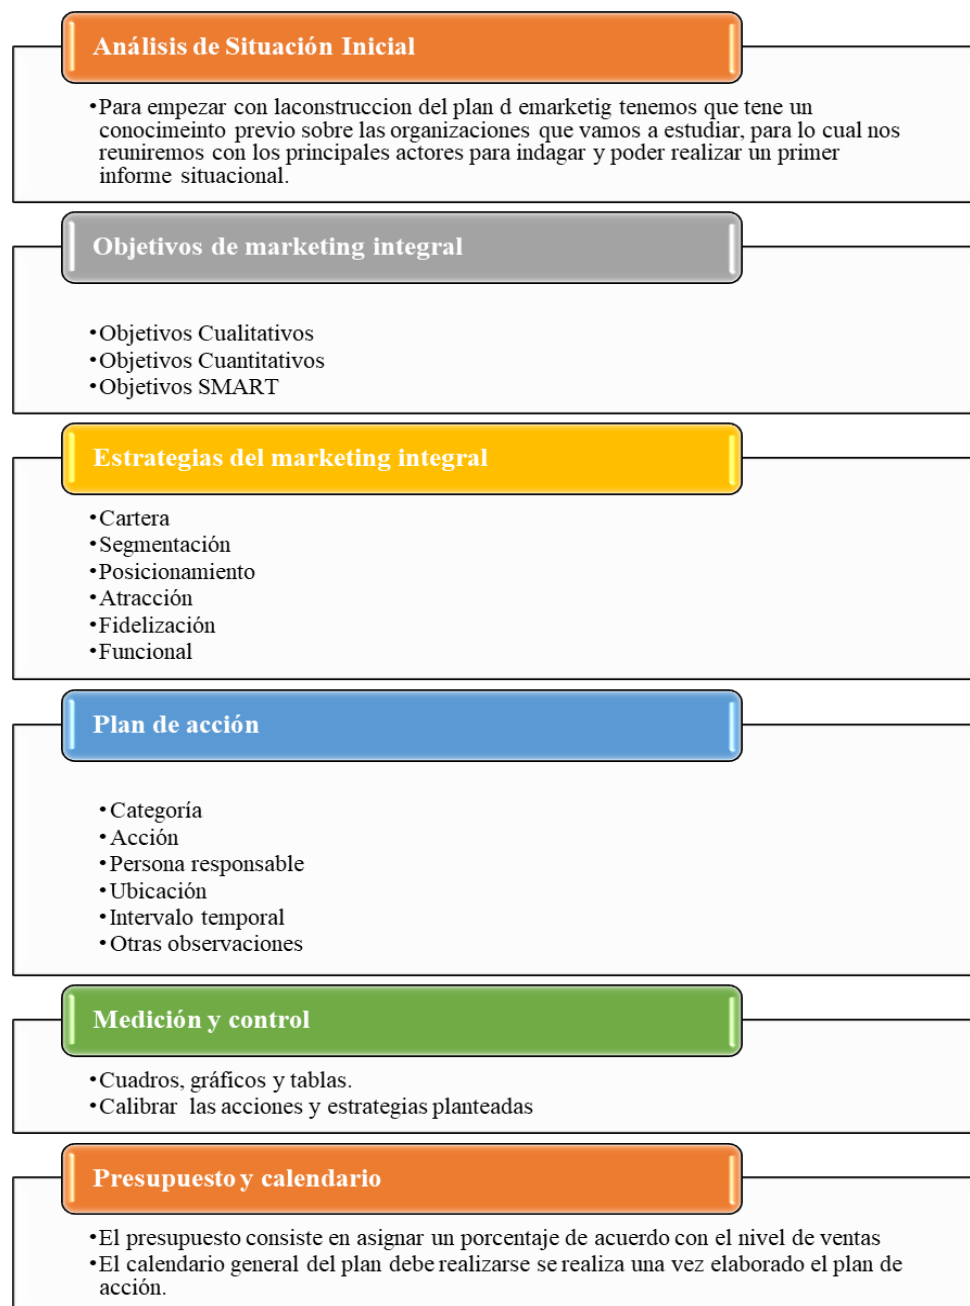 Análisis de Situación Inicial
•Para empezar con laconstruccion del plan d emarketig tenemos que tene un
conocimeinto previo sobre las organizaciones que vamos a estudiar, para lo cual nos
reuniremos con los principales actores para indagar y poder realizar un primer
informe situacional.
Objetivos de marketing integral
•Objetivos Cualitativos
•Objetivos Cuantitativos
•Objetivos SMART
Estrategias del marketing integral
•Cartera
•Segmentación
•Posicionamiento
•Atracción
•Fidelización
•Funcional
Plan de acción
•Categoría
•Acción
•Persona responsable
•Ubicación
•Intervalo temporal
•Otras observaciones
Medición y control
•Cuadros, gráficos y tablas.
•Calibrar las acciones y estrategias planteadas
Presupuesto y calendario
•El presupuesto consiste en asignar un porcentaje de acuerdo con el nivel de ventas
•El calendario general del plan debe realizarse se realiza una vez elaborado el plan de
acción.